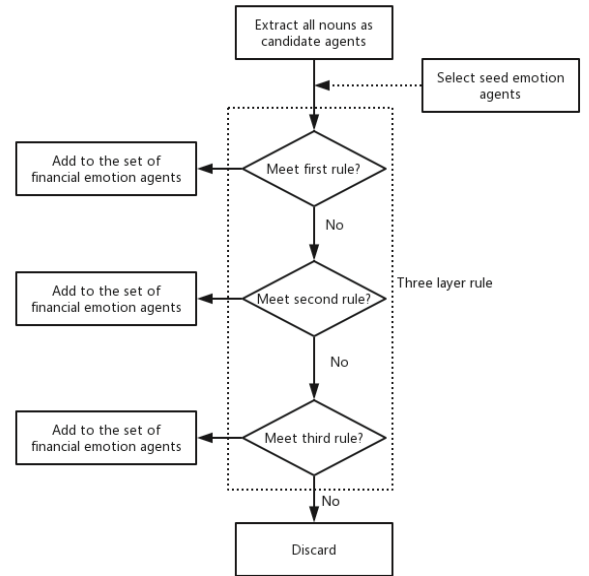 Extract all nouns as
candidate agents
Select seed emotion
agents
Add to the set of
financial emotion agents
Meet first rule?
No
Add to the set of
financial emotion agents
Meet second rule?
Three layer rule
No
Add to the set of
financial emotion agents
Meet third rule?
No
Discard